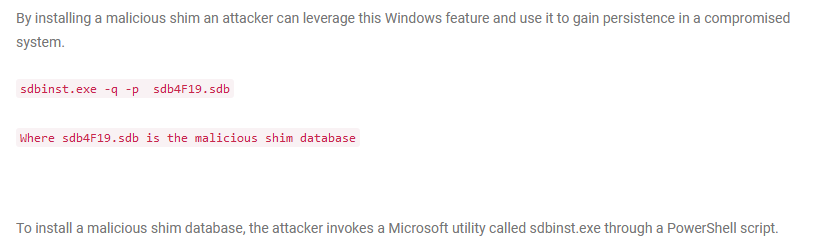 By installing a malicious shim an attacker can leverage this Windows feature and use it to gain persistence in a compromised
system.
sdbinst.exe -q -p  sdb4F19.sdb
Where sdb4F19.sdb is the malicious shim database
To install a malicious shim database, the attacker invokes a Microsoft utility called sdbinst.exe through a PowerShell script.